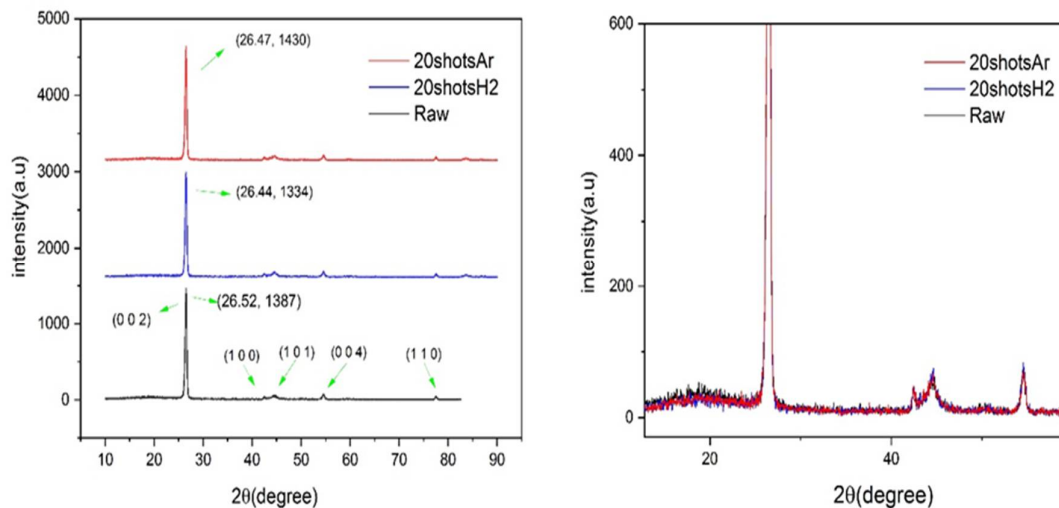 5000
4000
3000
2000
1000
0
intensity(a.u)
(26.47, 1430)
20shotsAr
20shotsH2
Raw
(26.44, 1334)
(26.52, 1387)
(0 0 2)
(1 0 0)
(1 0 1)
(0 0 4)
(1 1 0)
10 20 30 40 50 60 70 80 90
2θ(degree)
600
400
200
0
intensity(a.u)
20shotsAr
20shotsH2
Raw
20 40
2θ(degree)